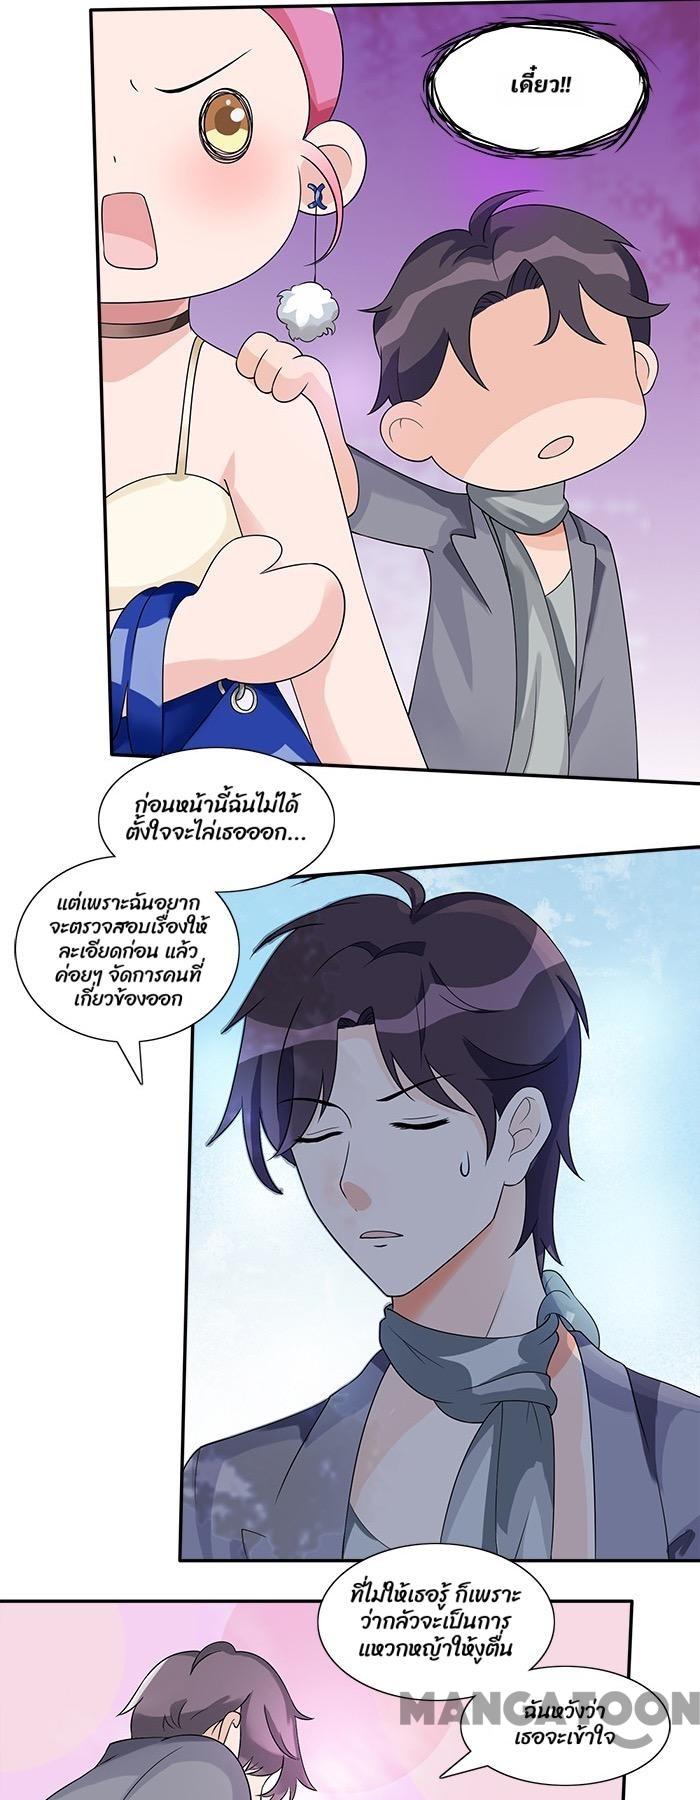 เดี๋ยว!!
ก่อนหน้านี้ฉันไม่ได้
ตั้งใจจะไล่เธอออก...
แต่เพราะฉันอยาก
จะตรวจสอบเรื่องให้
ละเอียดก่อน แล้ว
ค่อยๆ จัดการคนที่
เกี่ยวข้องออก
ที่ไม่ให้เธอรู้ ก็เพราะ
ว่ากลัวจะเป็นการ
แหวกหญ้าให้งูตื่น
ฉันหวังว่า
เธอจะเข้าใจ
MANGATOON